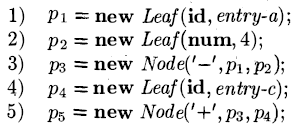 1) p₁ = new Leaf(id, entry-a);
2) p₂ = new Leaf(num, 4);
3) p₃ = new Node('−', p₁, p₂);
4) p₄ = new Leaf(id, entry-c);
5) p₅ = new Node('+', p₃, p₄);